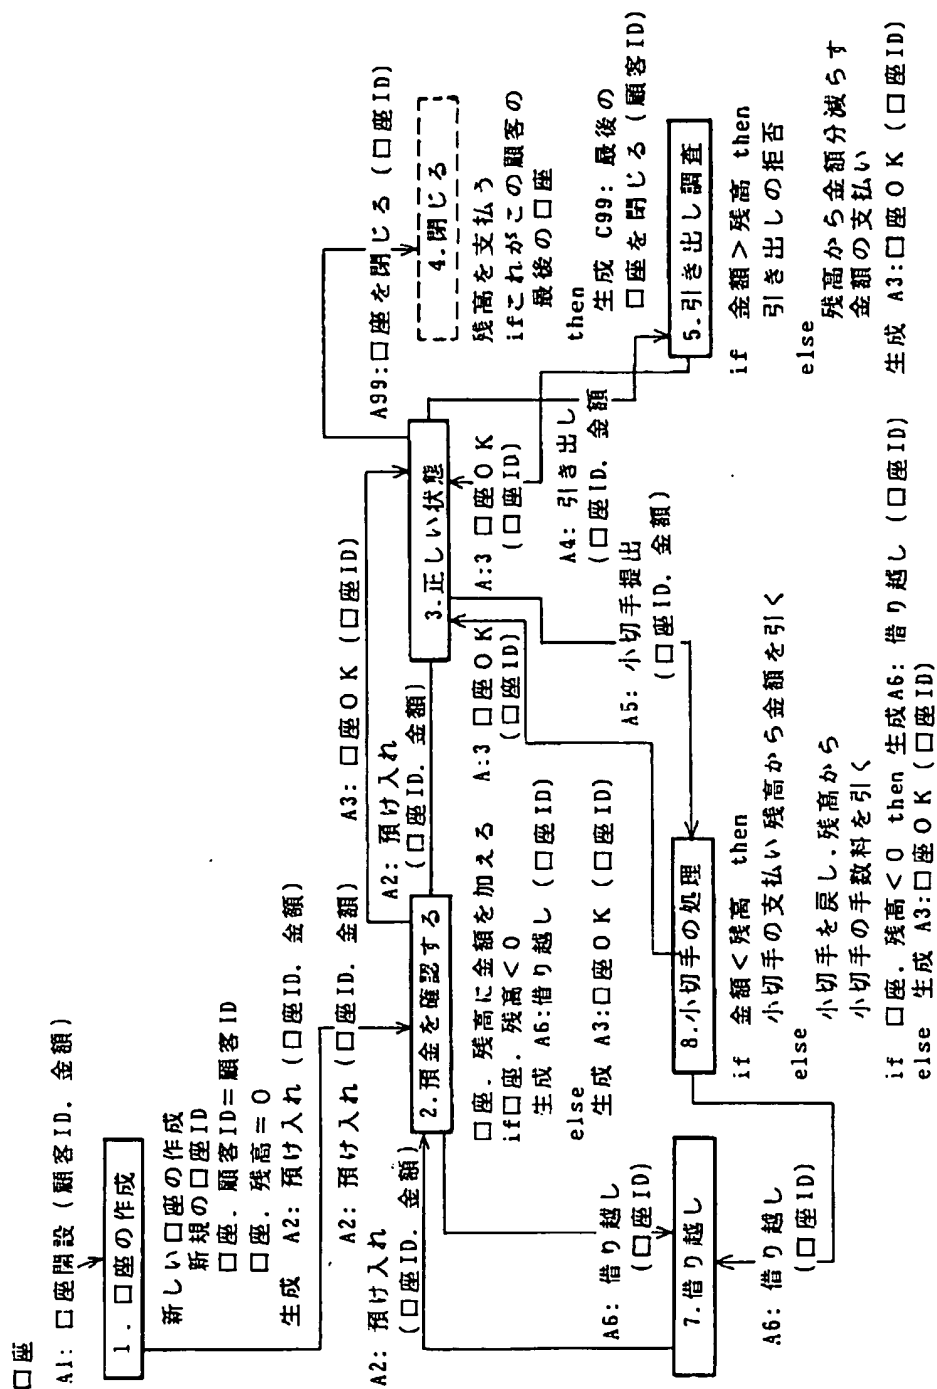 口座
A1: 口座開設 (顧客ID. 金額)
1. 口座の作成
新しい口座の作成
新規の口座ID
口座. 顧客ID=顧客ID
口座. 残高=0
生成 A2: 預け入れ (口座ID. 金額)
A2: 預け入れ (口座ID. 金額)
A2: 預け入れ
(口座ID. 金額)
2.預金を確認する
口座. 残高に金額を加える
if口座. 残高<0
生成 A6:借り越し (口座ID)
else
生成 A3:口座OK (口座ID)
A3: 口座OK (口座ID)
A2: 預け入れ
(口座ID. 金額)
3.正しい状態
A99:口座を閉じる (口座ID)
4.閉じる
残高を支払う
ifこれがこの顧客の
最後の口座
then
生成 C99: 最後の
口座を閉じる (顧客ID)
A:3 口座OK
(口座ID)
A:3 口座OK
(口座ID)
A4: 引き出し
(口座ID. 金額
5.引き出し調査
if 金額>残高 then
引き出しの拒否
else
残高から金額分減らす
金額の支払い
生成 A3:口座OK (口座ID)
A5: 小切手提出
(口座ID. 金額)
A6: 借り越し
(口座ID)
7.借り越し
A6: 借り越し
(口座ID)
8.小切手の処理
if 金額<残高 then
小切手の支払い残高から金額を引く
else
小切手を戻し.残高から
小切手の手数料を引く
if 口座. 残高<0 then 生成A6: 借り越し (口座ID)
else 生成 A3:口座OK (口座ID)